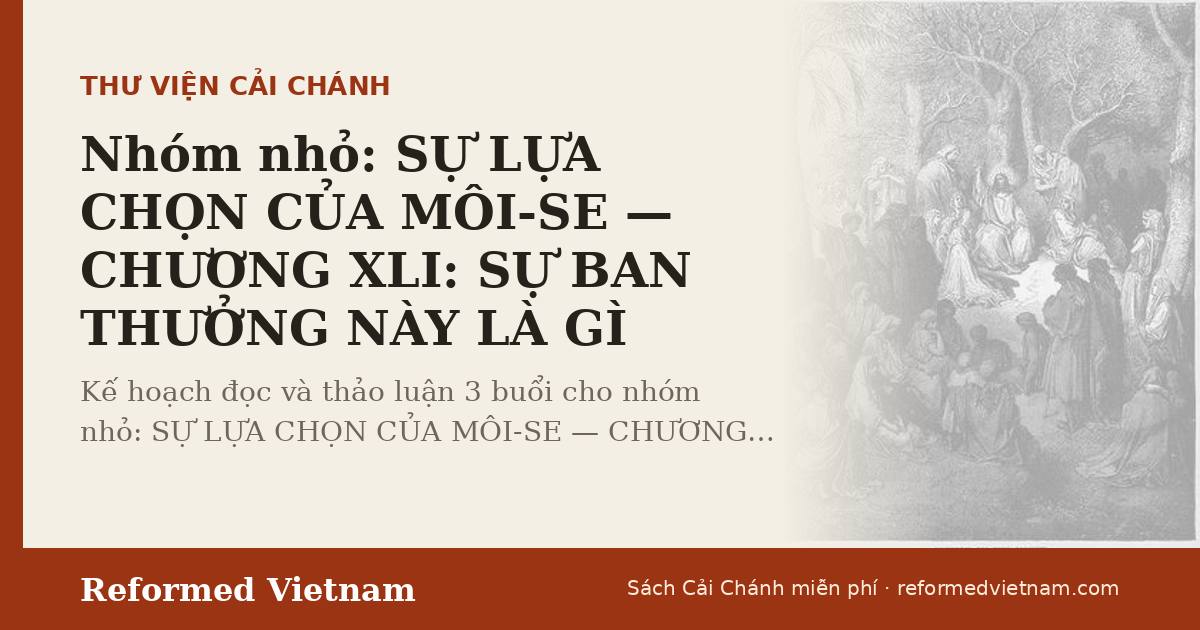 THƯ VIỆN CẢI CHÁNH
Nhóm nhỏ: SỰ LỰA
CHỌN CỦA MÔI-SE —
CHƯƠNG XLI: SỰ BAN
THƯỞNG NÀY LÀ GÌ
Kế hoạch đọc và thảo luận 3 buổi cho nhóm
nhỏ: SỰ LỰA CHỌN CỦA MÔI-SE — CHƯƠNG...
Reformed Vietnam
Sách Cải Chánh miễn phí · reformedvietnam.com